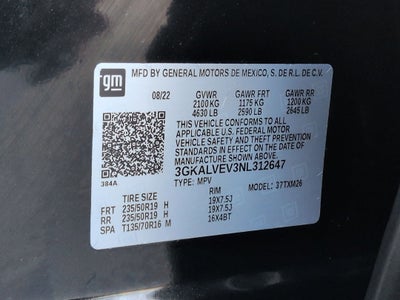 gm
MFD BY GENERAL MOTORS DE MEXICO, S. DE R.L. DE C.V.
08/22 GVWR GAWR FRT GAWR RR
2100 KG 1175 KG 1200 KG
4630 LB 2590 LB 2645 LB
THIS VEHICLE CONFORMS TO ALL
APPLICABLE U.S. FEDERAL MOTOR
VEHICLE SAFETY AND THEFT
PREVENTION STANDARDS IN EFFECT
ON THE DATE OF MANUFACTURE
SHOWN ABOVE.
3GKALVEV3NL312647
384A TYPE: MPV MODEL: 37TXM26
TIRE SIZE RIM
FRT 235/50R19 H 19X7.5J
RR 235/50R19 H 19X7.5J
SPA T135/70R16 M 16X4BT